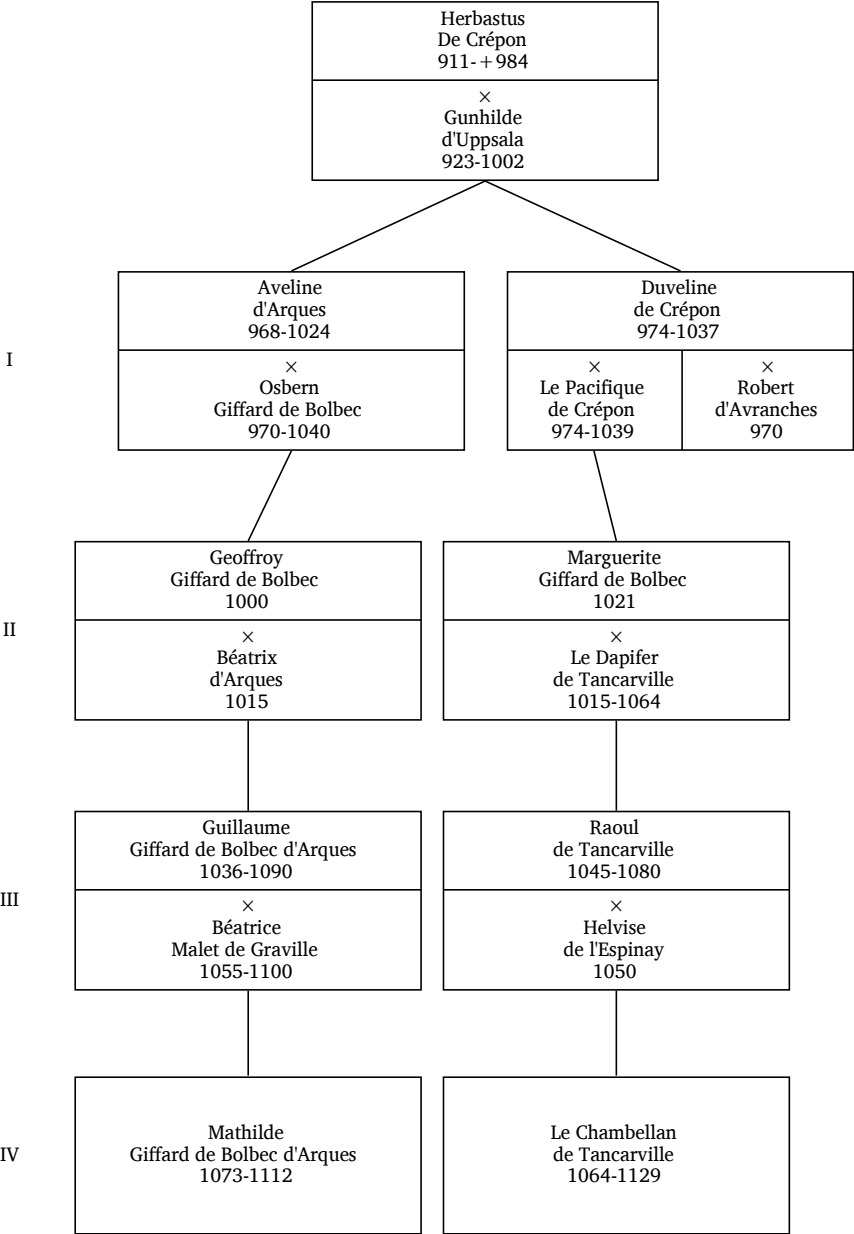 Herbastus
De Crépon
911-+984
×
Gunhilde
d'Uppsala
923-1002
I
Aveline
d'Arques
968-1024
×
Osbern
Giffard de Bolbec
970-1040
Duveline
de Crépon
974-1037
×
Le Pacifique
de Crépon
974-1039
×
Robert
d'Avranches
970
II
Geoffroy
Giffard de Bolbec
1000
×
Béatrix
d'Arques
1015
Marguerite
Giffard de Bolbec
1021
×
Le Dapifer
de Tancarville
1015-1064
III
Guillaume
Giffard de Bolbec d'Arques
1036-1090
×
Béatrice
Malet de Graville
1055-1100
Raoul
de Tancarville
1045-1080
×
Helvise
de l'Espinay
1050
IV
Mathilde
Giffard de Bolbec d'Arques
1073-1112
Le Chambellan
de Tancarville
1064-1129